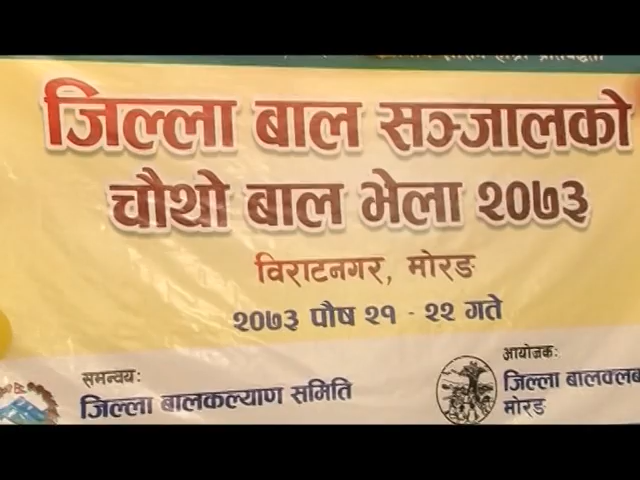 जिल्ला बाल सञ्जालको
चौथो बाल भेला २०७३
विराटनगर, मोरङ
२०७३ पौष २१ - २२ गते
समन्वय:
जिल्ला बालकल्याण समिति
आयोजक:
जिल्ला बालक्लब
मोरङ